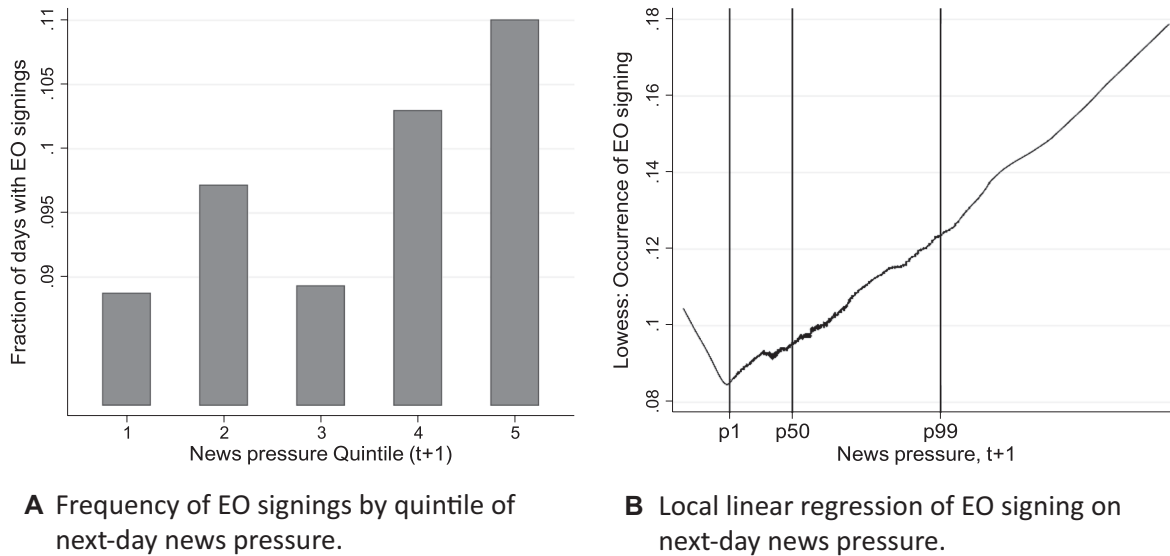 Fraction of days with EO signings
.11
.105
.1
.095
.09
1 2 3 4 5
News pressure Quintile (t+1)
A Frequency of EO signings by quintile of
next-day news pressure.
Lowess: Occurrence of EO signing
.18
.16
.14
.12
.1
.08
p1 p50 p99
News pressure, t+1
B Local linear regression of EO signing on
next-day news pressure.